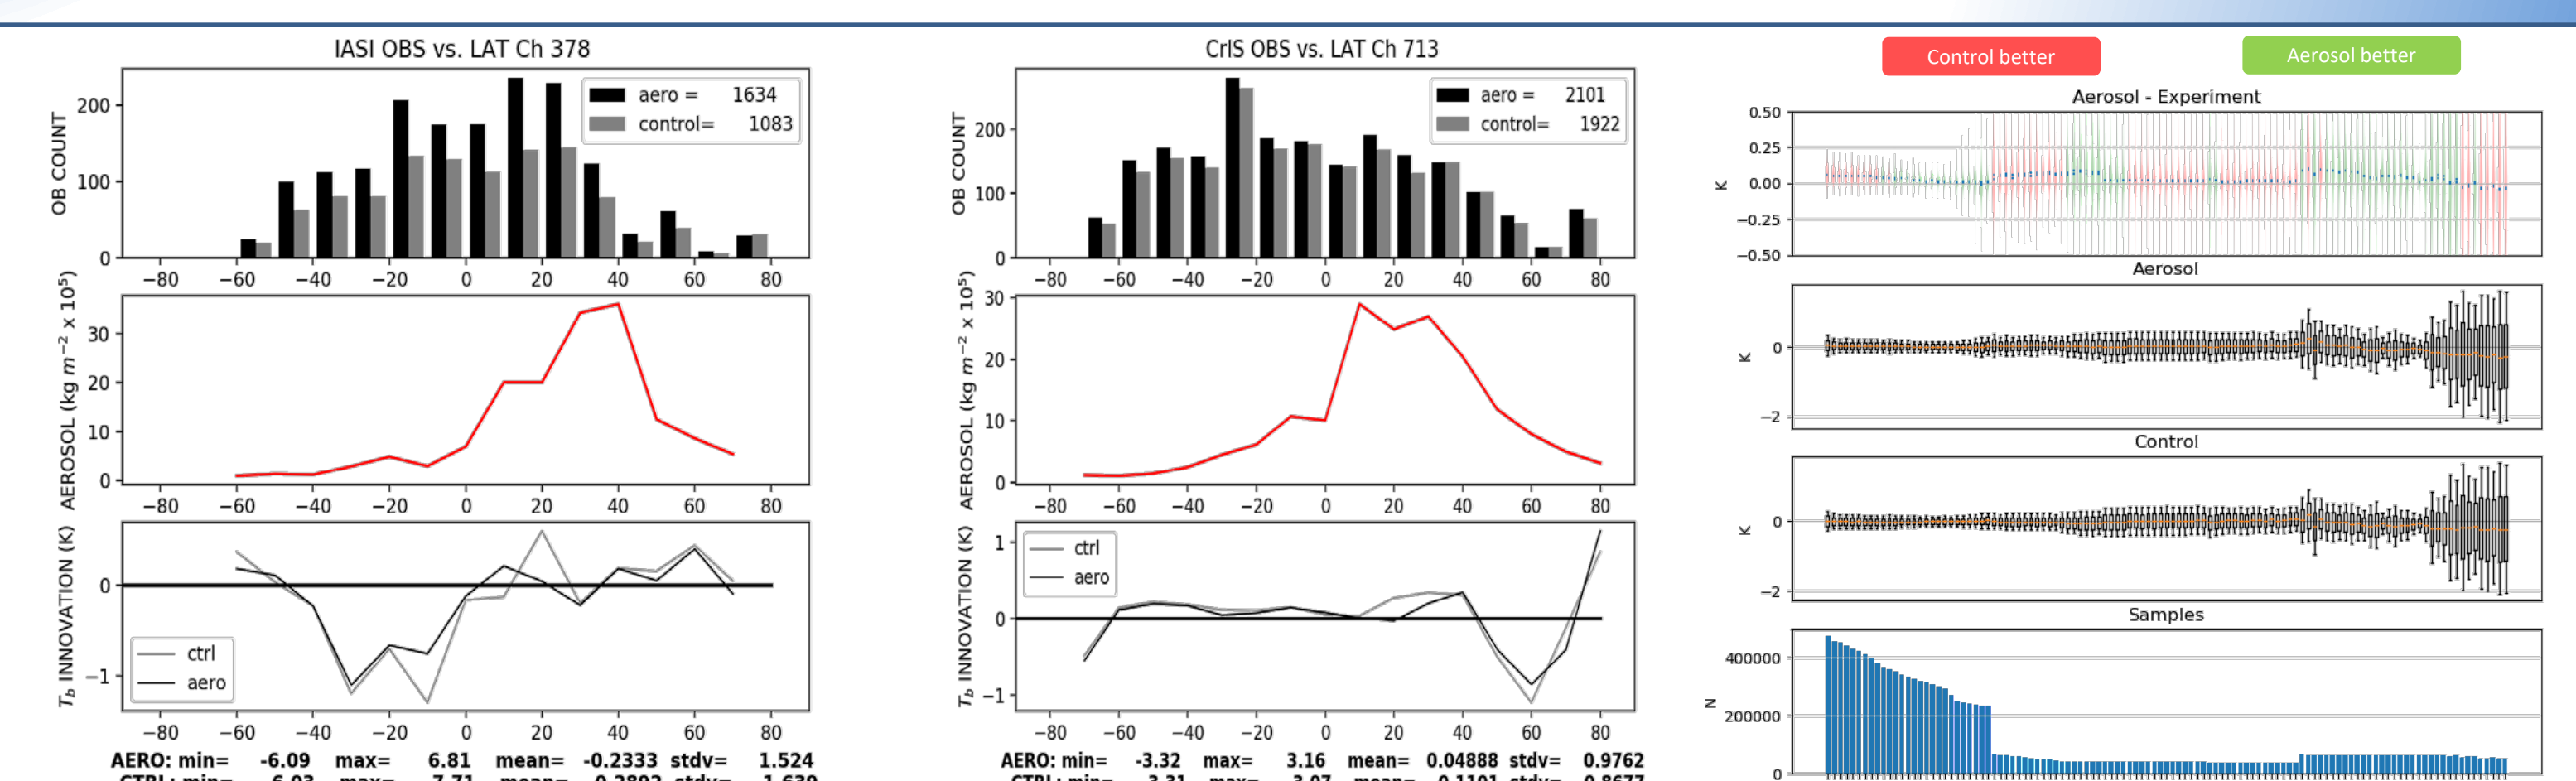 IASI OBS vs. LAT Ch 378
OB COUNT
200
100
0
aero = 1634
control= 1083
−80 −60 −40 −20 0 20 40 60 80
AEROSOL (kg m⁻² x 10⁵)
30
20
10
0
−80 −60 −40 −20 0 20 40 60 80
T_b INNOVATION (K)
0
−1
ctrl
aero
−80 −60 −40 −20 0 20 40 60 80
AERO: min= -6.09 max= 6.81 mean= -0.2333 stdv= 1.524
CrIS OBS vs. LAT Ch 713
OB COUNT
200
100
0
aero = 2101
control= 1922
−80 −60 −40 −20 0 20 40 60 80
AEROSOL (kg m⁻² x 10⁵)
30
20
10
0
−80 −60 −40 −20 0 20 40 60 80
T_b INNOVATION (K)
1
0
−1
ctrl
aero
−80 −60 −40 −20 0 20 40 60 80
AERO: min= -3.32 max= 3.16 mean= 0.04888 stdv= 0.9762
Control better
Aerosol better
Aerosol - Experiment
K
0.50
0.25
0.00
−0.25
−0.50
Aerosol
K
0
−2
Control
K
0
−2
Samples
N
400000
200000
0